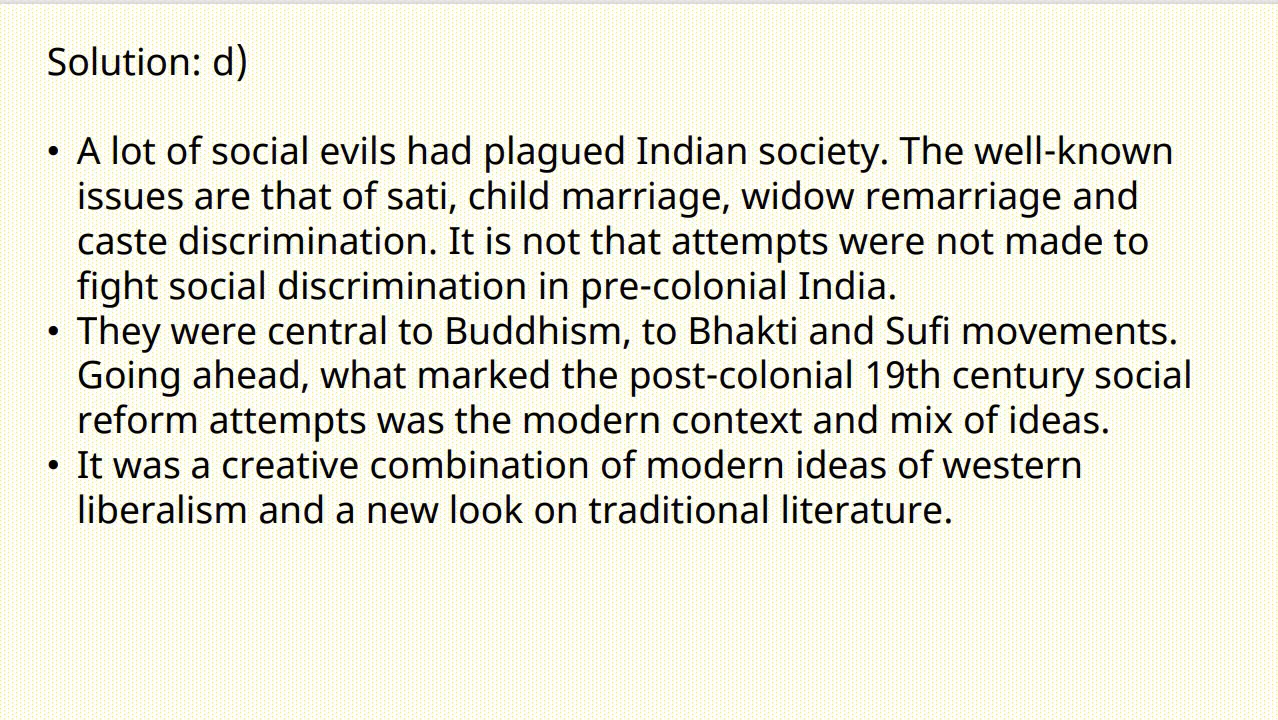 Solution: d)
• A lot of social evils had plagued Indian society. The well-known
issues are that of sati, child marriage, widow remarriage and
caste discrimination. It is not that attempts were not made to
fight social discrimination in pre-colonial India.
• They were central to Buddhism, to Bhakti and Sufi movements.
Going ahead, what marked the post-colonial 19th century social
reform attempts was the modern context and mix of ideas.
• It was a creative combination of modern ideas of western
liberalism and a new look on traditional literature.